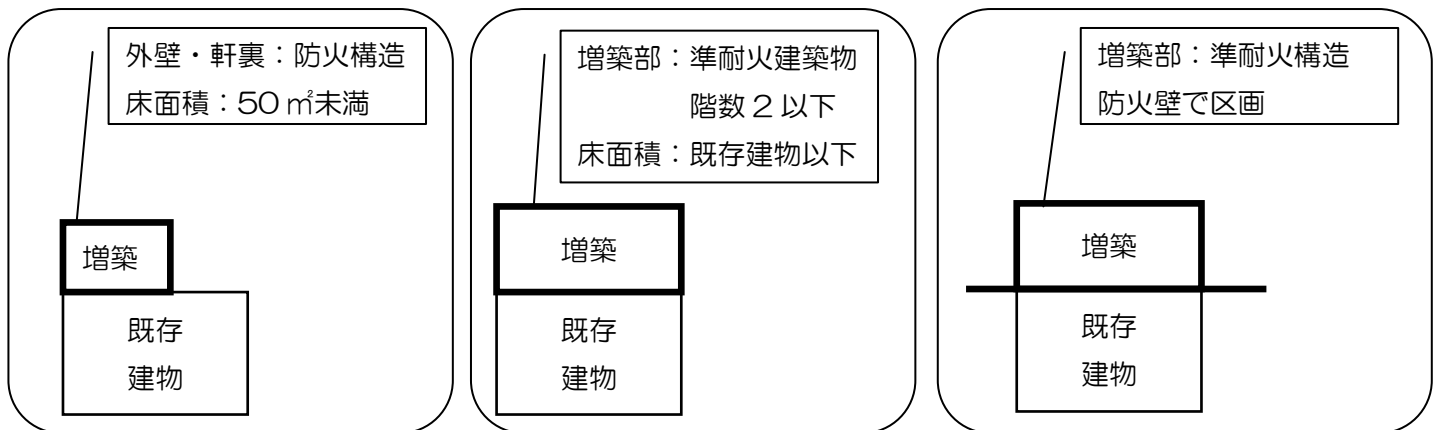 外壁・軒裏：防火構造
床面積：50㎡未満
増築
既存
建物
増築部：準耐火建築物
階数2以下
床面積：既存建物以下
増築
既存
建物
増築部：準耐火構造
防火壁で区画
増築
既存
建物